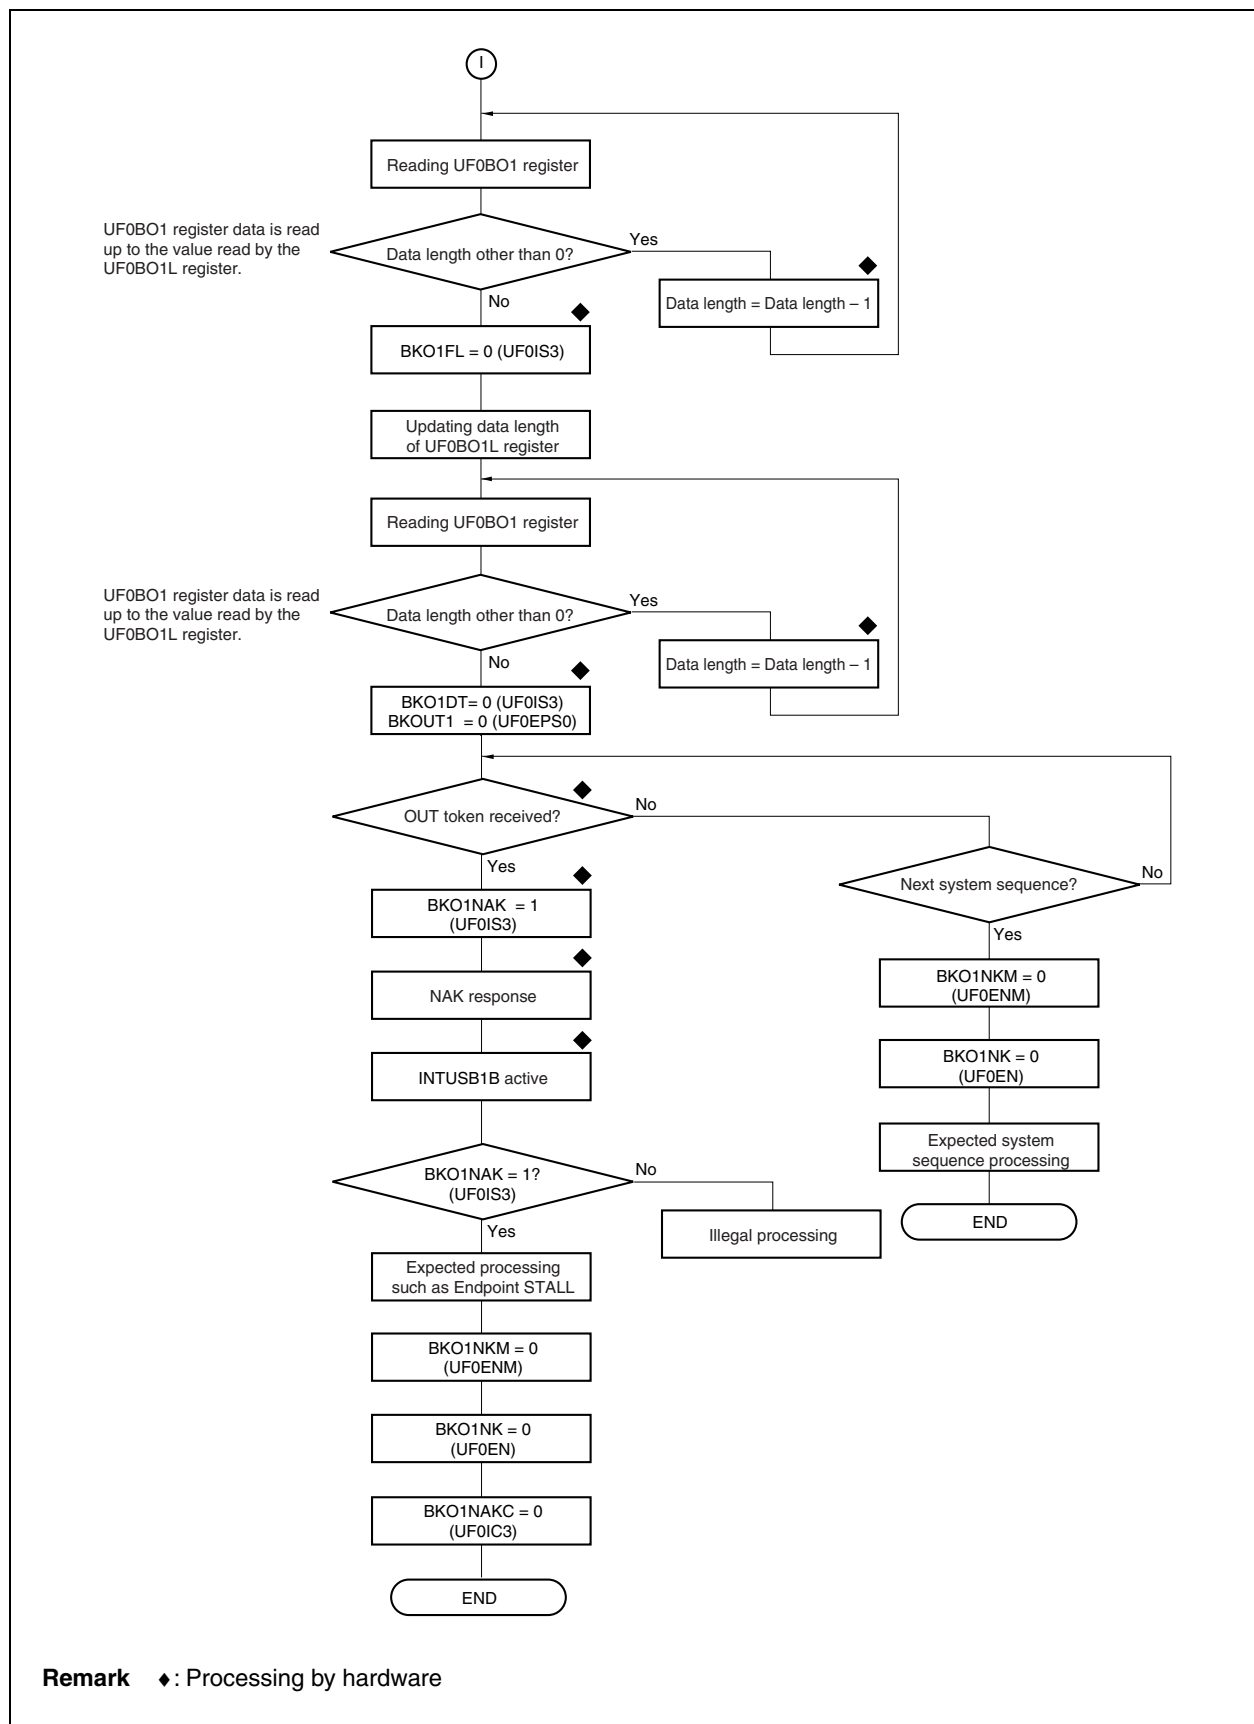 I
Reading UF0BO1 register
UF0BO1 register data is read
up to the value read by the
UF0BO1L register.
Data length other than 0?
Yes
Data length = Data length – 1
No
BKO1FL = 0 (UF0IS3)
Updating data length
of UF0BO1L register
Reading UF0BO1 register
UF0BO1 register data is read
up to the value read by the
UF0BO1L register.
Data length other than 0?
Yes
Data length = Data length – 1
No
BKO1DT= 0 (UF0IS3)
BKOUT1 = 0 (UF0EPS0)
OUT token received?
No
Yes
Next system sequence?
No
Yes
BKO1NAK = 1
(UF0IS3)
NAK response
INTUSB1B active
BKO1NKM = 0
(UF0ENM)
BKO1NK = 0
(UF0EN)
Expected system
sequence processing
END
BKO1NAK = 1?
(UF0IS3)
No
Illegal processing
Yes
Expected processing
such as Endpoint STALL
BKO1NKM = 0
(UF0ENM)
BKO1NK = 0
(UF0EN)
BKO1NAKC = 0
(UF0IC3)
END
Remark ♦: Processing by hardware